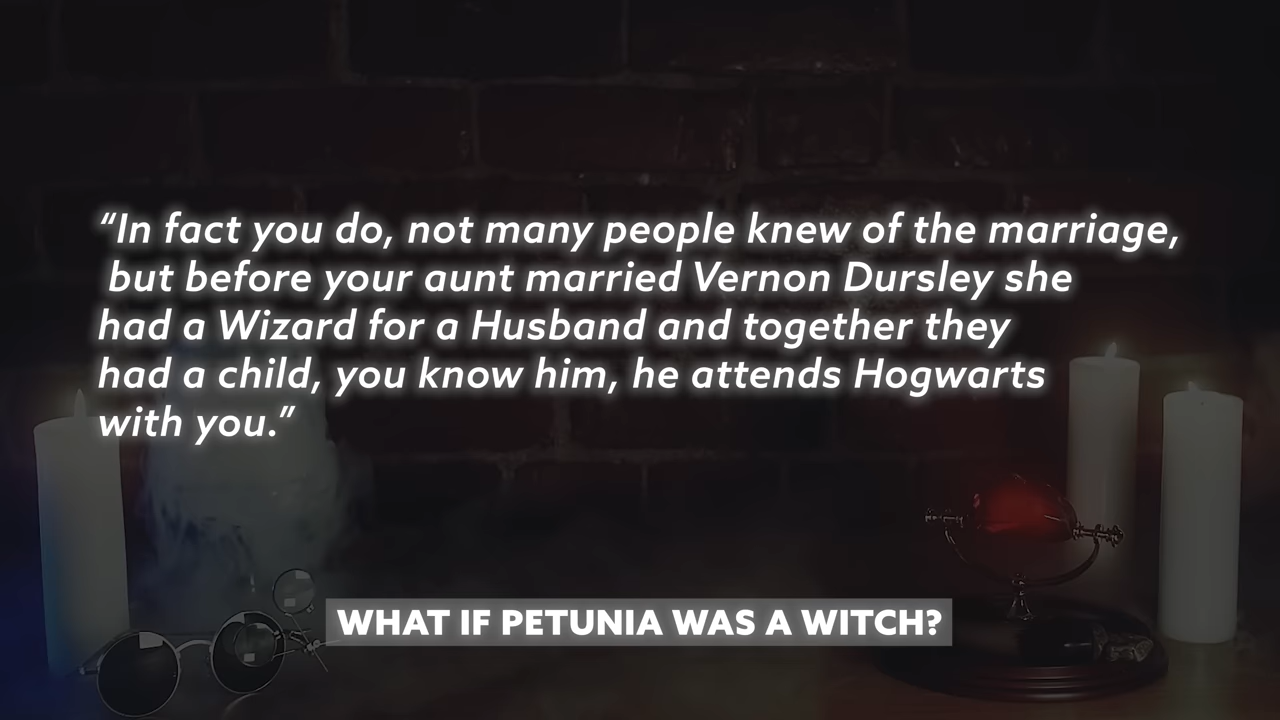 “In fact you do, not many people knew of the marriage,
but before your aunt married Vernon Dursley she
had a Wizard for a Husband and together they
had a child, you know him, he attends Hogwarts
with you.”
WHAT IF PETUNIA WAS A WITCH?